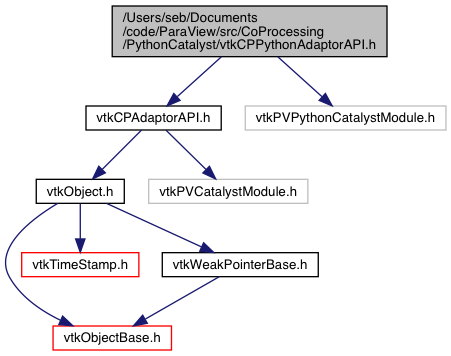 /Users/seb/Documents
/code/ParaView/src/CoProcessing
/PythonCatalyst/vtkCPPythonAdaptorAPI.h
vtkCPAdaptorAPI.h
vtkPVPythonCatalystModule.h
vtkObject.h
vtkPVCatalystModule.h
vtkTimeStamp.h
vtkWeakPointerBase.h
vtkObjectBase.h